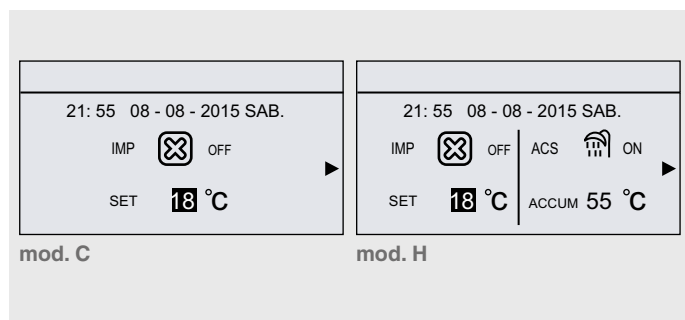 21: 55 08 - 08 - 2015 SAB.
IMP OFF
SET 18 °C
mod. C
21: 55 08 - 08 - 2015 SAB.
IMP OFF ACS ON
SET 18 °C ACCUM 55 °C
mod. H